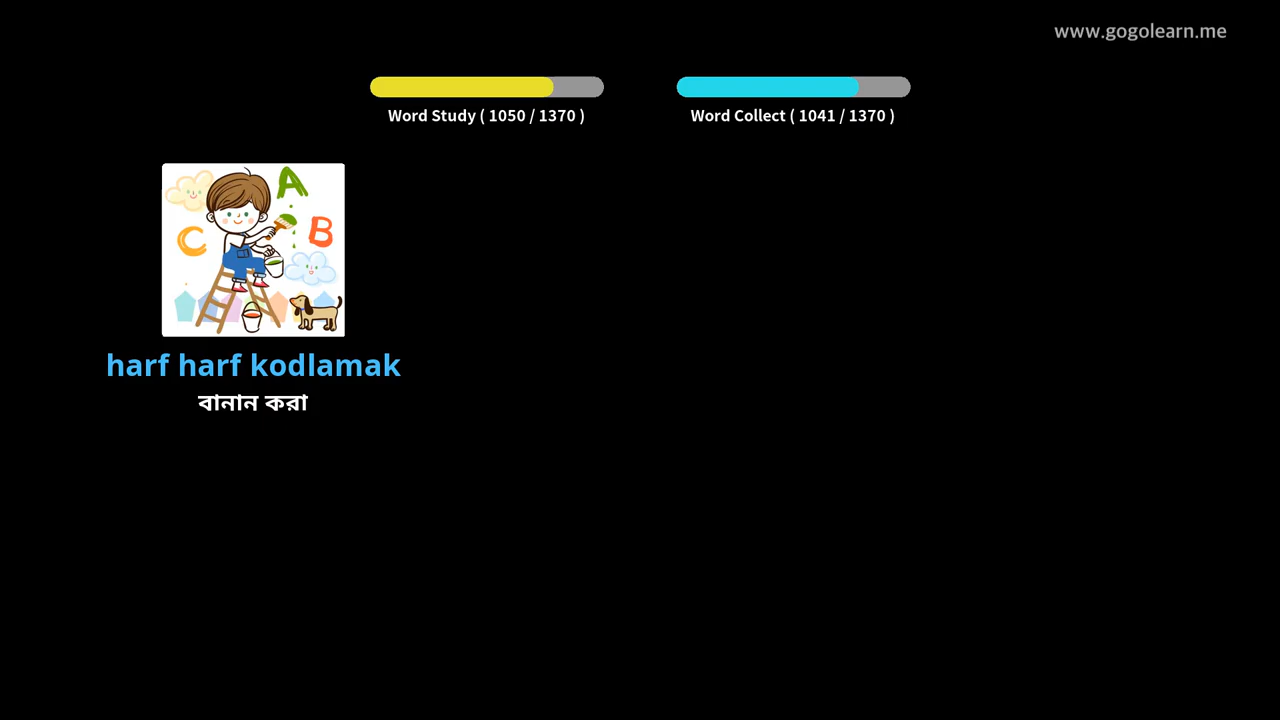 www.gogolearn.me
Word Study ( 1050 / 1370 )
Word Collect ( 1041 / 1370 )
A
B
C
harf harf kodlamak
বানান করা